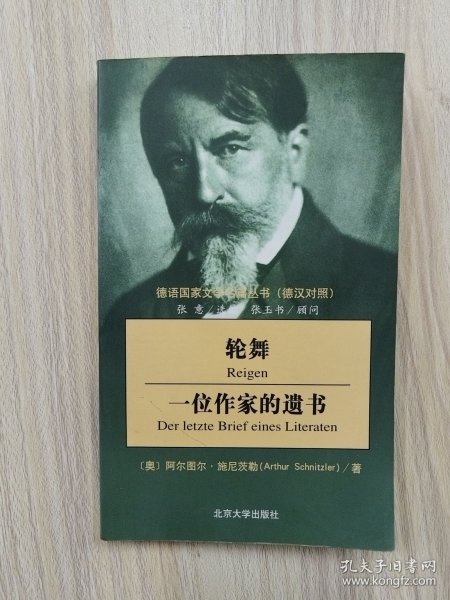 德语国家文学名篇丛书（德汉对照）
张 意／选编 张玉书／顾问
轮舞
Reigen
一位作家的遗书
Der letzte Brief eines Literaten
〔奥〕阿尔图尔·施尼茨勒(Arthur Schnitzler)／著
北京大学出版社
孔夫子旧书网
www.kongfz.com